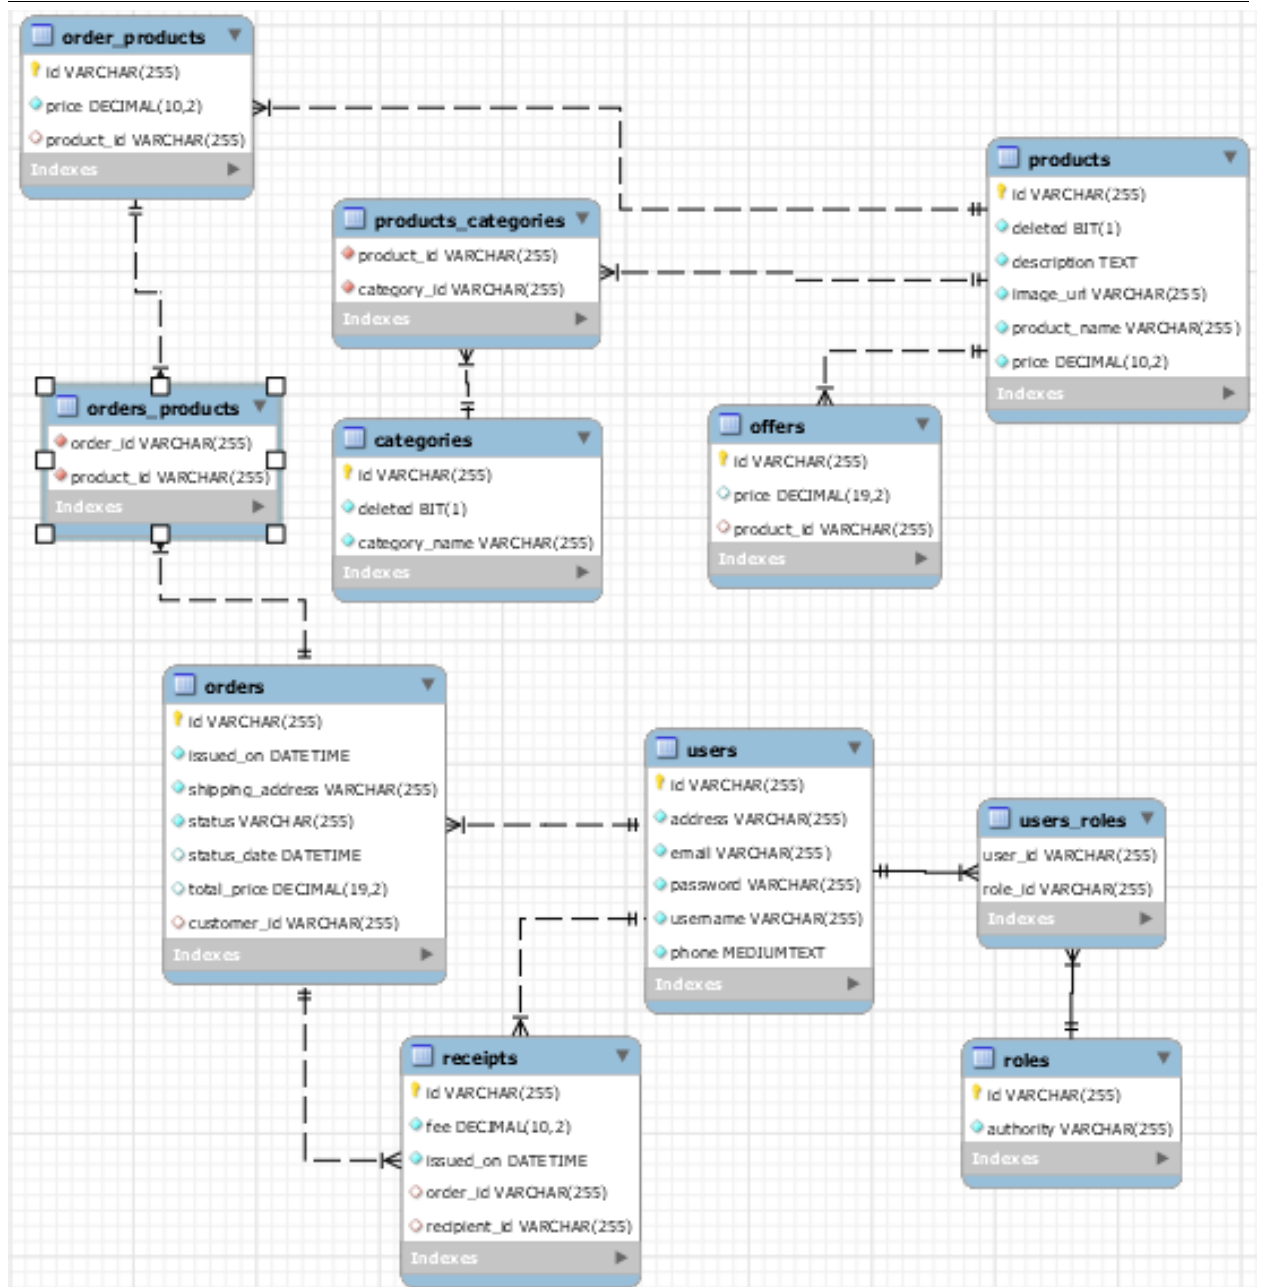 order_products
id VARCHAR(255)
price DECIMAL(10,2)
product_id VARCHAR(255)
Indexes
products
id VARCHAR(255)
deleted BIT(1)
description TEXT
image_url VARCHAR(255)
product_name VARCHAR(255)
price DECIMAL(10,2)
Indexes
products_categories
product_id VARCHAR(255)
category_id VARCHAR(255)
Indexes
orders_products
order_id VARCHAR(255)
product_id VARCHAR(255)
Indexes
categories
id VARCHAR(255)
deleted BIT(1)
category_name VARCHAR(255)
Indexes
offers
id VARCHAR(255)
price DECIMAL(19,2)
product_id VARCHAR(255)
Indexes
orders
id VARCHAR(255)
issued_on DATETIME
shipping_address VARCHAR(255)
status VARCHAR(255)
status_date DATETIME
total_price DECIMAL(19,2)
customer_id VARCHAR(255)
Indexes
users
id VARCHAR(255)
address VARCHAR(255)
email VARCHAR(255)
password VARCHAR(255)
username VARCHAR(255)
phone MEDIUMTEXT
Indexes
users_roles
user_id VARCHAR(255)
role_id VARCHAR(255)
Indexes
receipts
id VARCHAR(255)
fee DECIMAL(10,2)
issued_on DATETIME
order_id VARCHAR(255)
recipient_id VARCHAR(255)
Indexes
roles
id VARCHAR(255)
authority VARCHAR(255)
Indexes